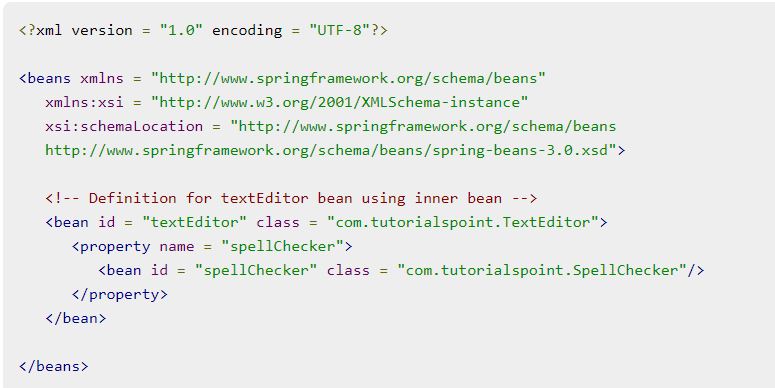 <?xml version = "1.0" encoding = "UTF-8"?>
<beans xmlns = "http://www.springframework.org/schema/beans"
xmlns:xsi = "http://www.w3.org/2001/XMLSchema-instance"
xsi:schemaLocation = "http://www.springframework.org/schema/beans
http://www.springframework.org/schema/beans/spring-beans-3.0.xsd">
<!-- Definition for textEditor bean using inner bean -->
<bean id = "textEditor" class = "com.tutorialspoint.TextEditor">
<property name = "spellChecker">
<bean id = "spellChecker" class = "com.tutorialspoint.SpellChecker"/>
</property>
</bean>
</beans>